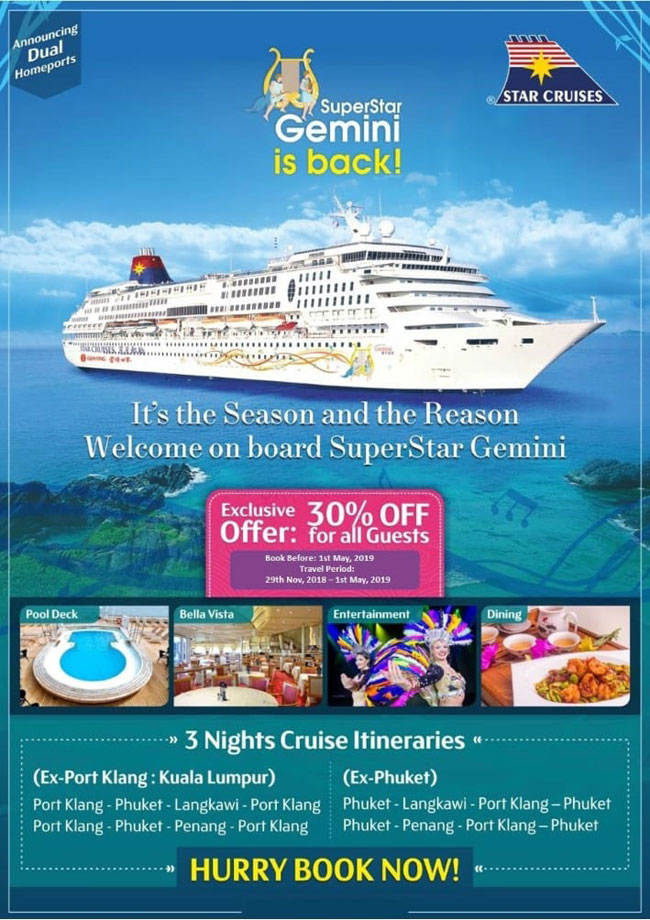 Announcing
Dual
Homeports
SuperStar
Gemini
is back!
® STAR CRUISES
STAR CRUISES
GENTING
It's the Season and the Reason
Welcome on board SuperStar Gemini
Exclusive
Offer:
30% OFF
for all Guests
Book Before: 1st May, 2019
Travel Period:
29th Nov, 2018 – 1st May, 2019
Pool Deck
Bella Vista
Entertainment
Dining
» 3 Nights Cruise Itineraries «
(Ex-Port Klang : Kuala Lumpur)
Port Klang - Phuket - Langkawi - Port Klang
Port Klang - Phuket - Penang - Port Klang
(Ex-Phuket)
Phuket - Langkawi - Port Klang – Phuket
Phuket - Penang - Port Klang – Phuket
» HURRY BOOK NOW! «